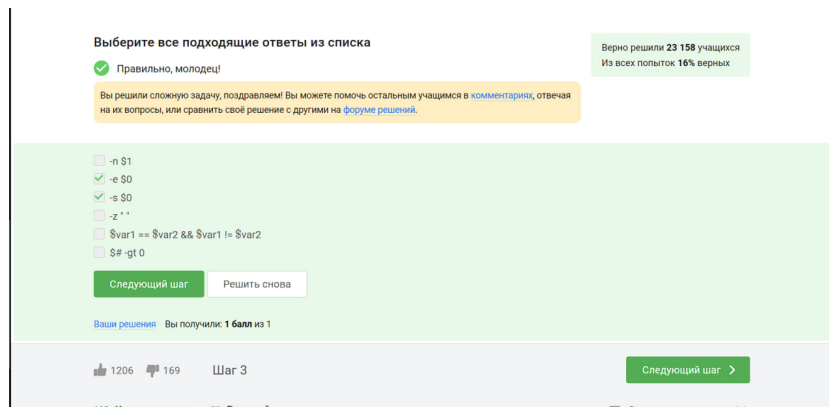 Выберите все подходящие ответы из списка
Верно решили 23 158 учащихся
Из всех попыток 16% верных
Правильно, молодец!
Вы решили сложную задачу, поздравляем! Вы можете помочь остальным учащимся в комментариях, отвечая
на их вопросы, или сравнить своё решение с другими на форуме решений.
-n $1
-e $0
-s $0
-z " "
$var1 == $var2 && $var1 != $var2
$# -gt 0
Следующий шаг
Решить снова
Ваши решения Вы получили: 1 балл из 1
1206 169 Шаг 3
Следующий шаг